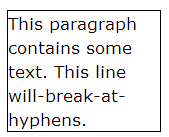 This paragraph
contains some
text. This line
will-break-at-
hyphens.